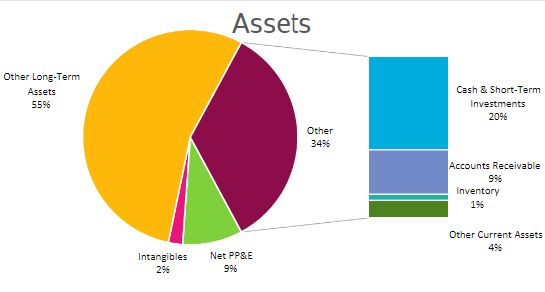 Assets
Other Long-Term
Assets
55%
Other
34%
Intangibles
2%
Net PP&E
9%
Cash & Short-Term
Investments
20%
Accounts Receivable
9%
Inventory
1%
Other Current Assets
4%